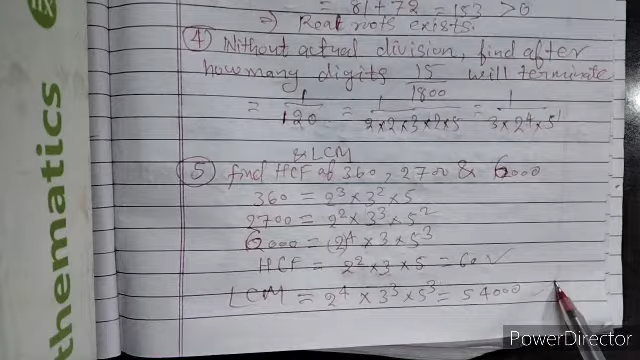 = 81+72 = 153 > 0
⇒ Real roots exists.
④ Without actual division, find after
how many digits 15/1800 will terminate
= 1/120 = 1/2×2×3×2×5 = 1/3×2⁴×5¹
& LCM
⑤ find HCF of 360, 2700 & 6000
360 = 2³×3²×5
2700 = 2²×3³×5²
6000 = 2⁴×3×5³
HCF = 2²×3×5 = 60 ✓
LCM = 2⁴×3³×5³ = 54000
thematics
PowerDirector